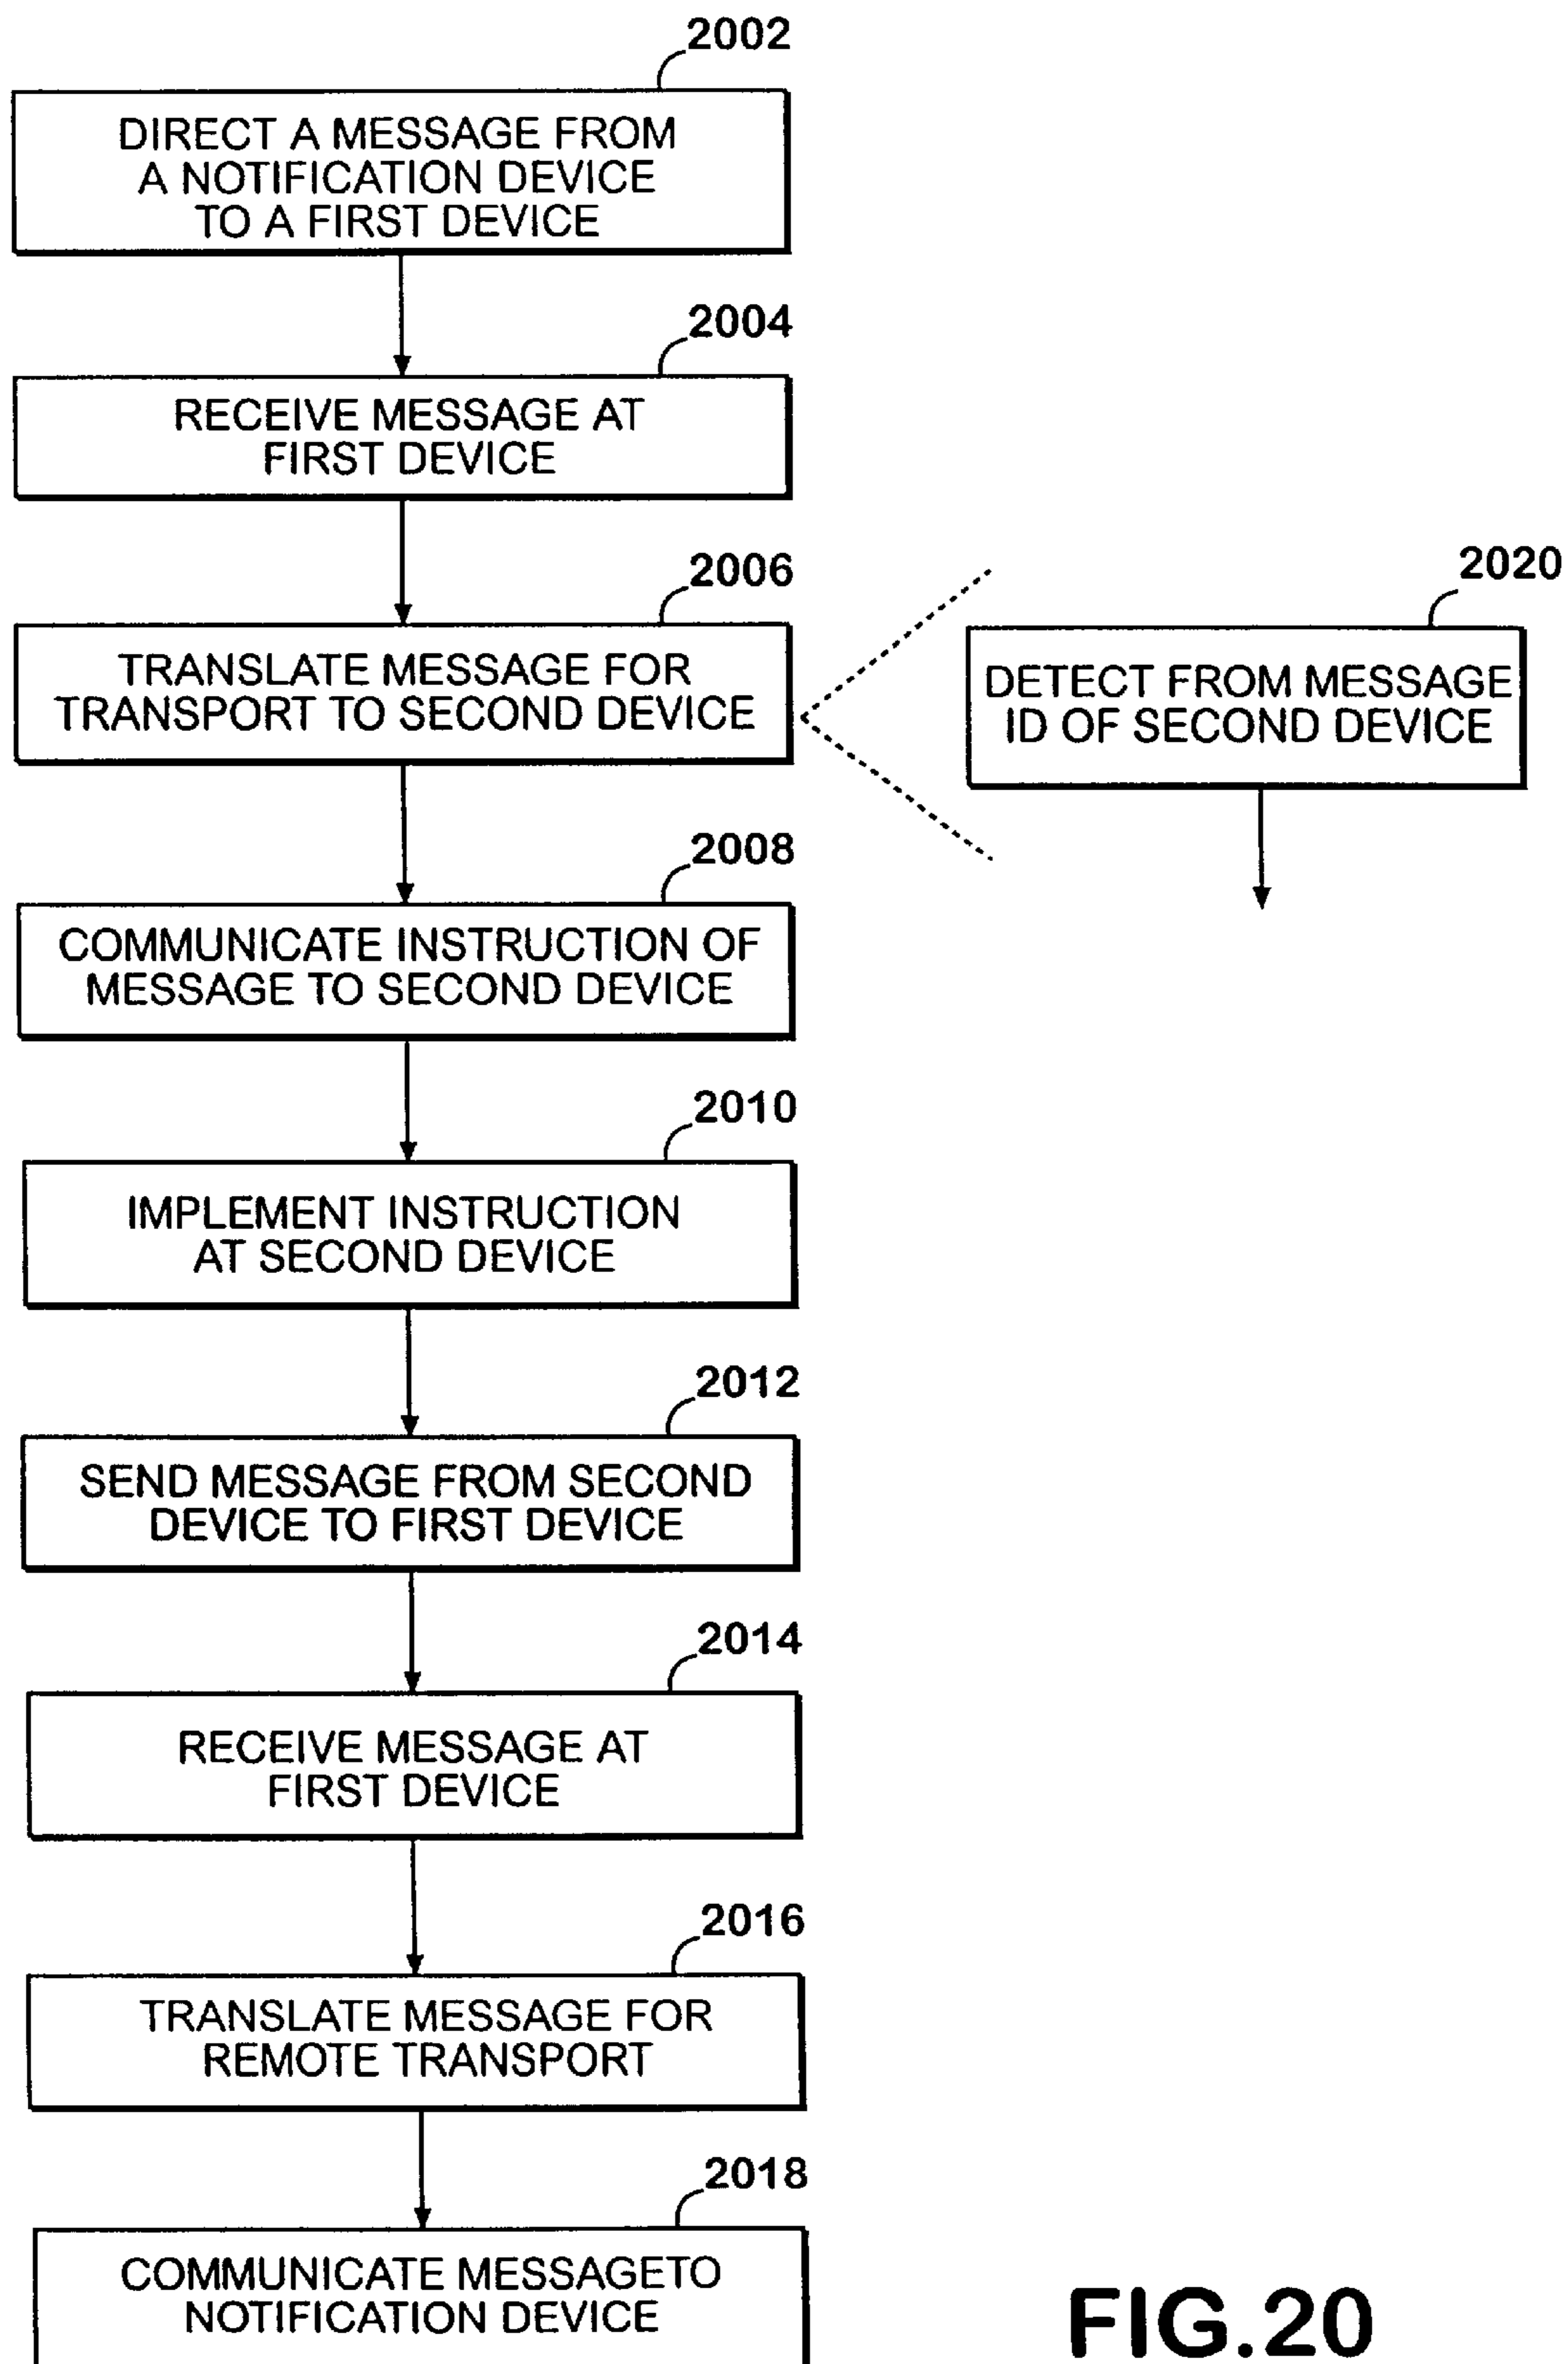 2002
DIRECT A MESSAGE FROM
A NOTIFICATION DEVICE
TO A FIRST DEVICE
2004
RECEIVE MESSAGE AT
FIRST DEVICE
2006
TRANSLATE MESSAGE FOR
TRANSPORT TO SECOND DEVICE
2020
DETECT FROM MESSAGE
ID OF SECOND DEVICE
2008
COMMUNICATE INSTRUCTION OF
MESSAGE TO SECOND DEVICE
2010
IMPLEMENT INSTRUCTION
AT SECOND DEVICE
2012
SEND MESSAGE FROM SECOND
DEVICE TO FIRST DEVICE
2014
RECEIVE MESSAGE AT
FIRST DEVICE
2016
TRANSLATE MESSAGE FOR
REMOTE TRANSPORT
2018
COMMUNICATE MESSAGETO
NOTIFICATION DEVICE
FIG.20